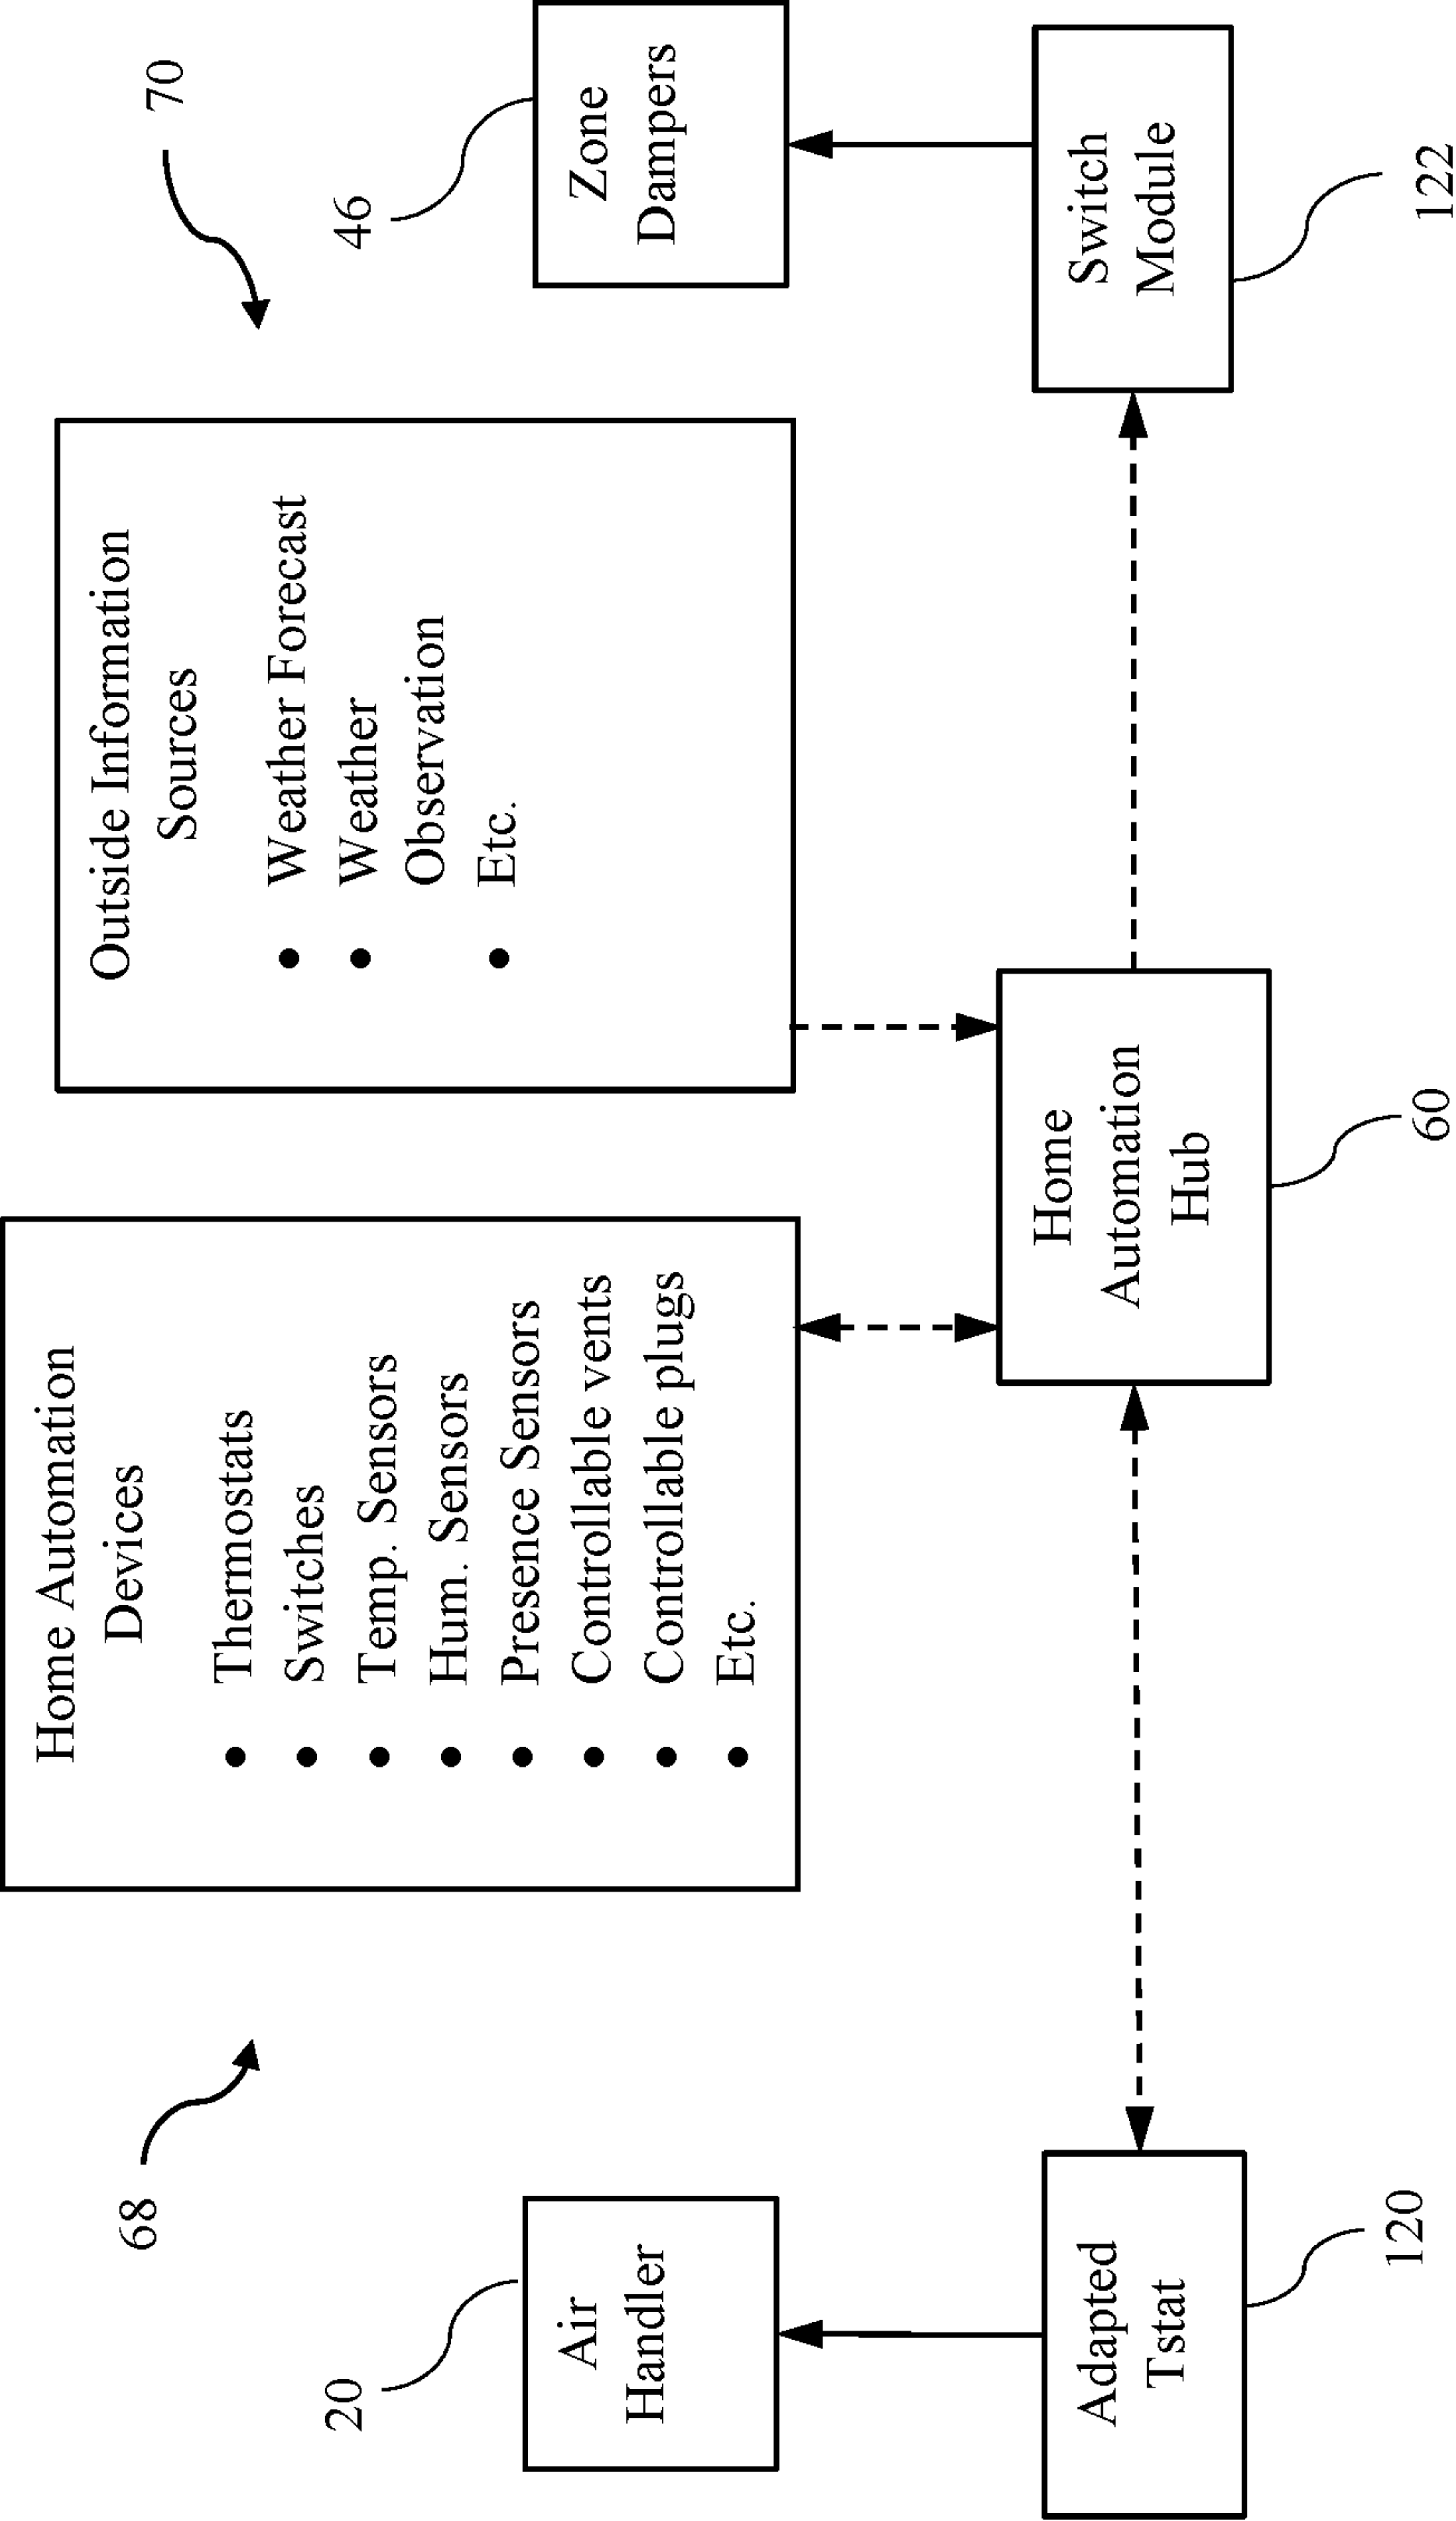 68
70
Home Automation
Devices
• Thermostats
• Switches
• Temp. Sensors
• Hum. Sensors
• Presence Sensors
• Controllable vents
• Controllable plugs
• Etc.
Outside Information
Sources
• Weather Forecast
• Weather
Observation
• Etc.
20
Air
Handler
46
Zone
Dampers
Adapted
Tstat
120
Home
Automation
Hub
60
Switch
Module
122